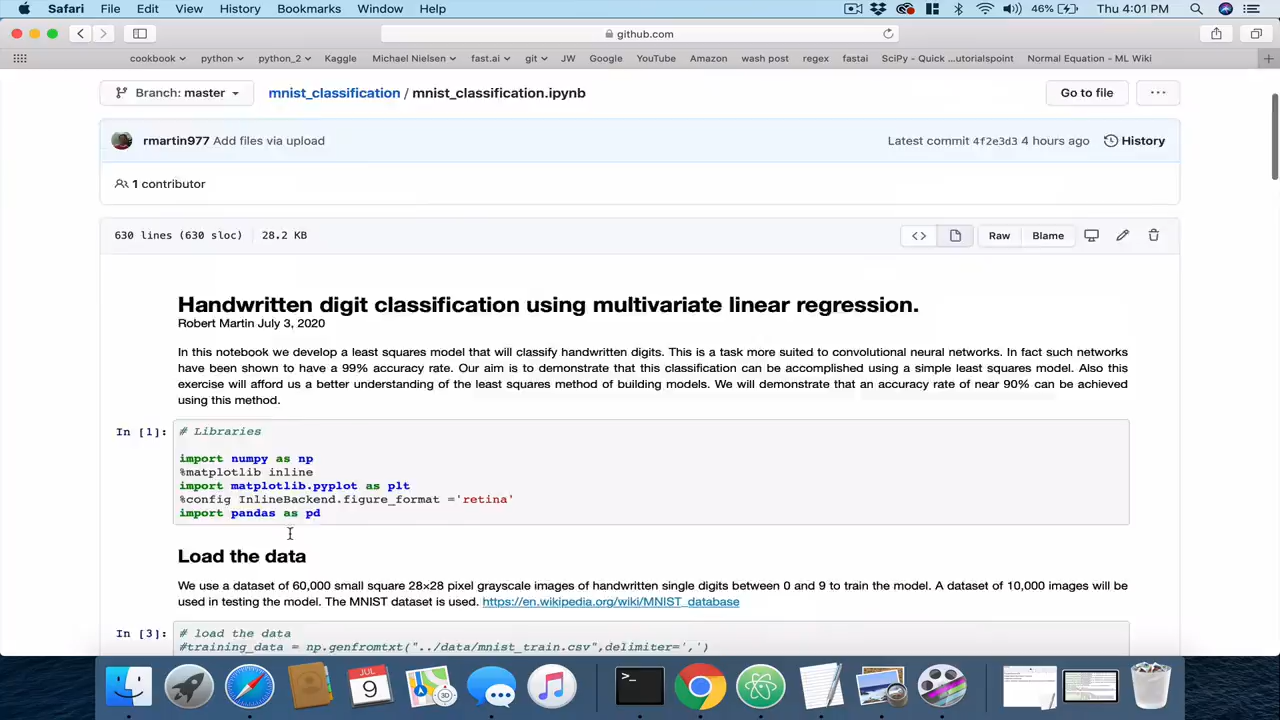 Safari File Edit View History Bookmarks Window Help 46% Thu 4:01 PM
github.com
cookbook python python_2 Kaggle Michael Nielsen fast.ai git JW Google YouTube Amazon wash post regex fastai SciPy - Quick ...utorialspoint Normal Equation - ML Wiki
Branch: master mnist_classification / mnist_classification.ipynb Go to file ...
rmartin977 Add files via upload Latest commit 4f2e3d3 4 hours ago History
1 contributor
630 lines (630 sloc) 28.2 KB <> Raw Blame
Handwritten digit classification using multivariate linear regression.
Robert Martin July 3, 2020
In this notebook we develop a least squares model that will classify handwritten digits. This is a task more suited to convolutional neural networks. In fact such networks
have been shown to have a 99% accuracy rate. Our aim is to demonstrate that this classification can be accomplished using a simple least squares model. Also this
exercise will afford us a better understanding of the least squares method of building models. We will demonstrate that an accuracy rate of near 90% can be achieved
using this method.
In [1]: # Libraries
import numpy as np
%matplotlib inline
import matplotlib.pyplot as plt
%config InlineBackend.figure_format ='retina'
import pandas as pd
Load the data
We use a dataset of 60,000 small square 28×28 pixel grayscale images of handwritten single digits between 0 and 9 to train the model. A dataset of 10,000 images will be
used in testing the model. The MNIST dataset is used. https://en.wikipedia.org/wiki/MNIST_database
In [3]: # load the data
#training_data = np.genfromtxt("../data/mnist_train.csv",delimiter=',')
JUL
9
3D
>_